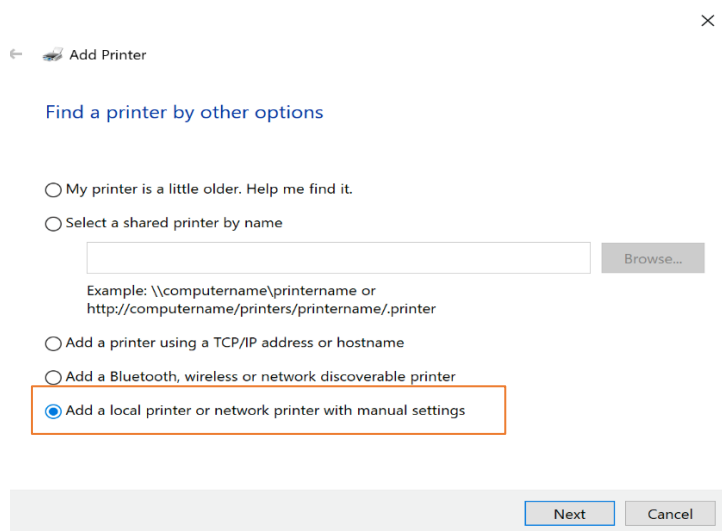 Add Printer
Find a printer by other options
My printer is a little older. Help me find it.
Select a shared printer by name
Browse...
Example: \\computername\printername or
http://computername/printers/printername/.printer
Add a printer using a TCP/IP address or hostname
Add a Bluetooth, wireless or network discoverable printer
Add a local printer or network printer with manual settings
Next
Cancel